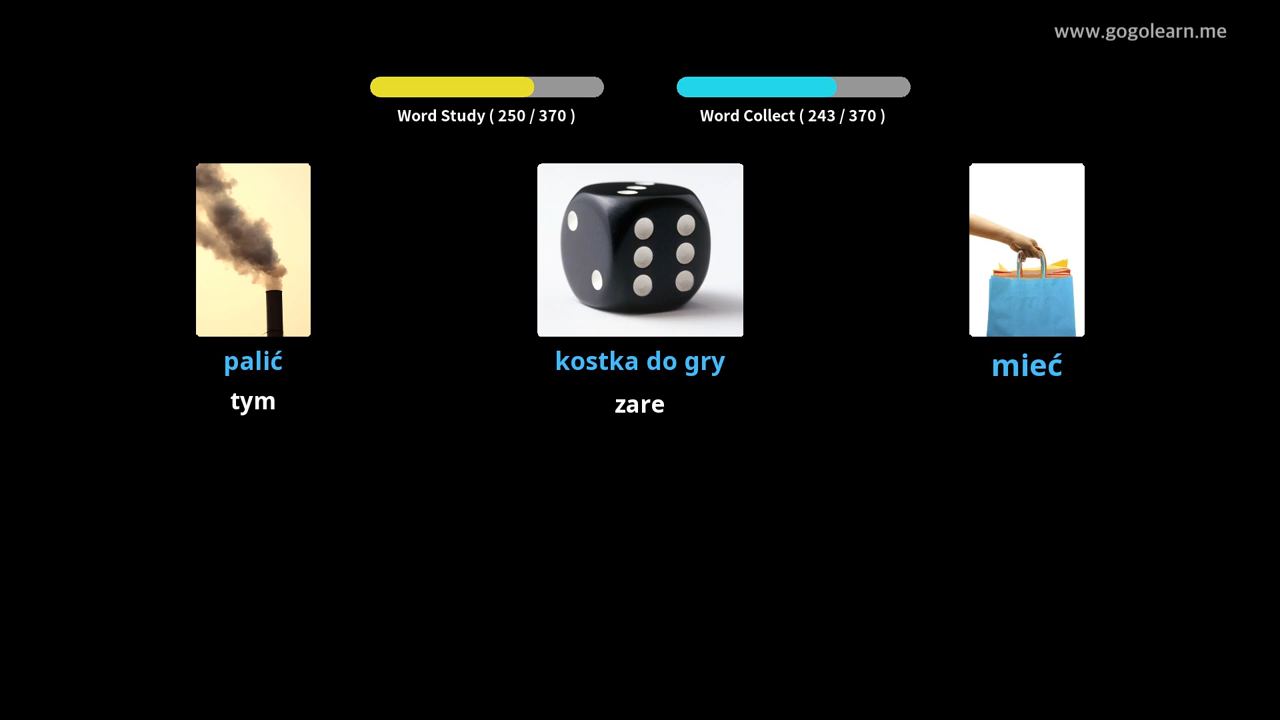 www.gogolearn.me
Word Study ( 250 / 370 )
Word Collect ( 243 / 370 )
palić
tym
kostka do gry
zare
mieć